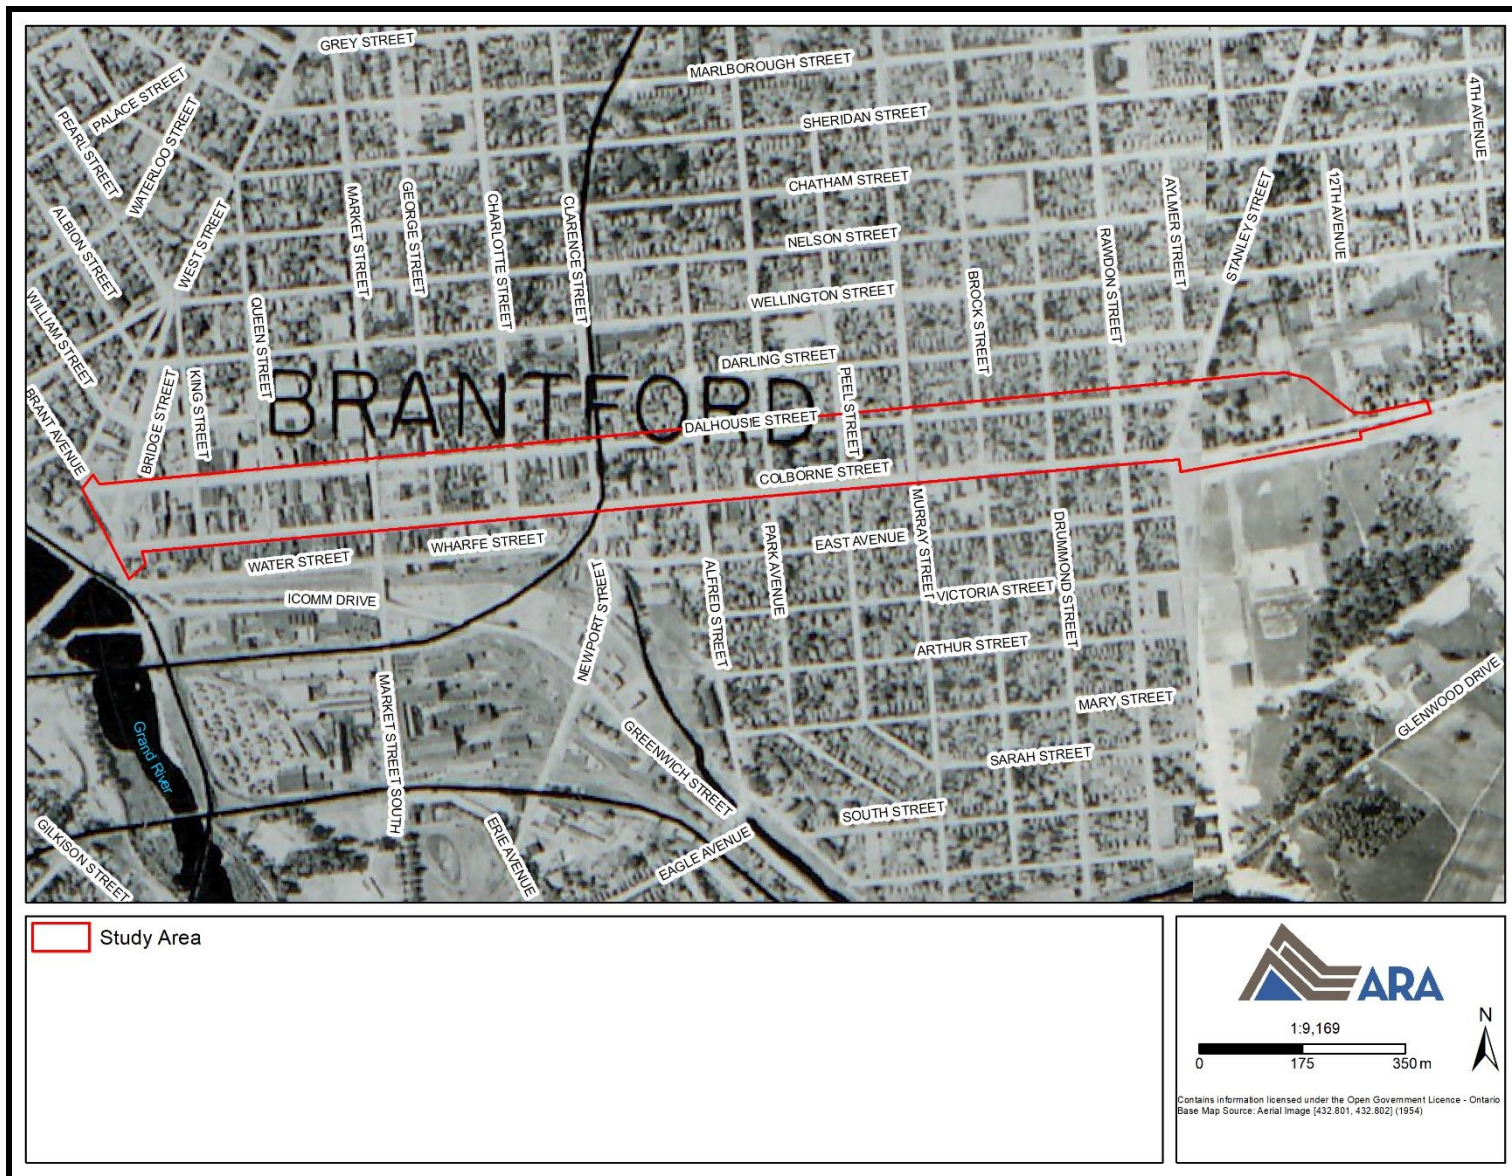 GREY STREET
MARLBOROUGH STREET
PALACE STREET
PEARL STREET
WATERLOO STREET
SHERIDAN STREET
4TH AVENUE
CHATHAM STREET
ALBION STREET
WEST STREET
MARKET STREET
GEORGE STREET
CHARLOTTE STREET
CLARENCE STREET
NELSON STREET
AYLMER STREET
STANLEY STREET
12TH AVENUE
WILLIAM STREET
QUEEN STREET
WELLINGTON STREET
BROCK STREET
RAWDON STREET
DARLING STREET
BRANT AVENUE
BRIDGE STREET
KING STREET
BRANTFORD
DALHOUSIE STREET
PEEL STREET
COLBORNE STREET
WATER STREET
WHARFE STREET
EAST AVENUE
MURRAY STREET
DRUMMOND STREET
PARK AVENUE
ICOMM DRIVE
NEWPORT STREET
ALFRED STREET
VICTORIA STREET
ARTHUR STREET
MARY STREET
GLENWOOD DRIVE
Grand River
MARKET STREET SOUTH
GREENWICH STREET
SARAH STREET
SOUTH STREET
GILKISON STREET
ERIE AVENUE
EAGLE AVENUE
Study Area
ARA
N
1:9,169
0 175 350 m
Contains information licensed under the Open Government Licence - Ontario
Base Map Source: Aerial Image [432.801, 432.802] (1954)